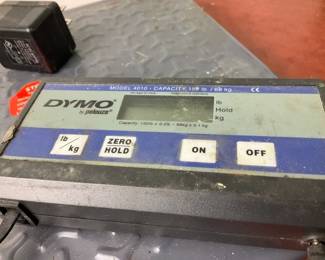 MODEL 4010 - CAPACITY 150 lb. / 68 kg CE
DYMO
by pelouze
lb
Hold
kg
lb/kg
ZERO
HOLD
ON
OFF